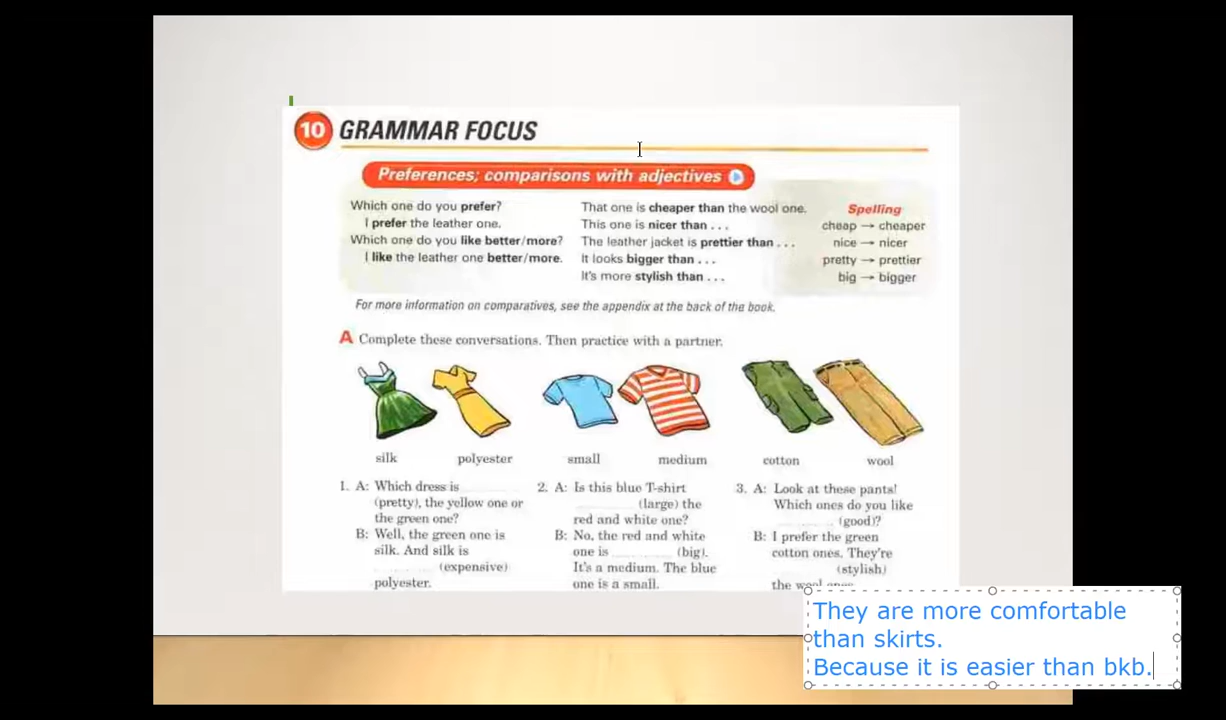 10 GRAMMAR FOCUS
Preferences; comparisons with adjectives
Which one do you prefer?
I prefer the leather one.
Which one do you like better/more?
I like the leather one better/more.
That one is cheaper than the wool one.
This one is nicer than . . .
The leather jacket is prettier than . . .
It looks bigger than . . .
It's more stylish than . . .
Spelling
cheap → cheaper
nice → nicer
pretty → prettier
big → bigger
For more information on comparatives, see the appendix at the back of the book.
A Complete these conversations. Then practice with a partner.
silk
polyester
small
medium
cotton
wool
1. A: Which dress is
(pretty), the yellow one or
the green one?
B: Well, the green one is
silk. And silk is
(expensive)
polyester.
2. A: Is this blue T-shirt
(large) the
red and white one?
B: No, the red and white
one is (big).
It's a medium. The blue
one is a small.
3. A: Look at these pants!
Which ones do you like
(good)?
B: I prefer the green
cotton ones. They're
(stylish)
the wool ones.
They are more comfortable
than skirts.
Because it is easier than bkb.